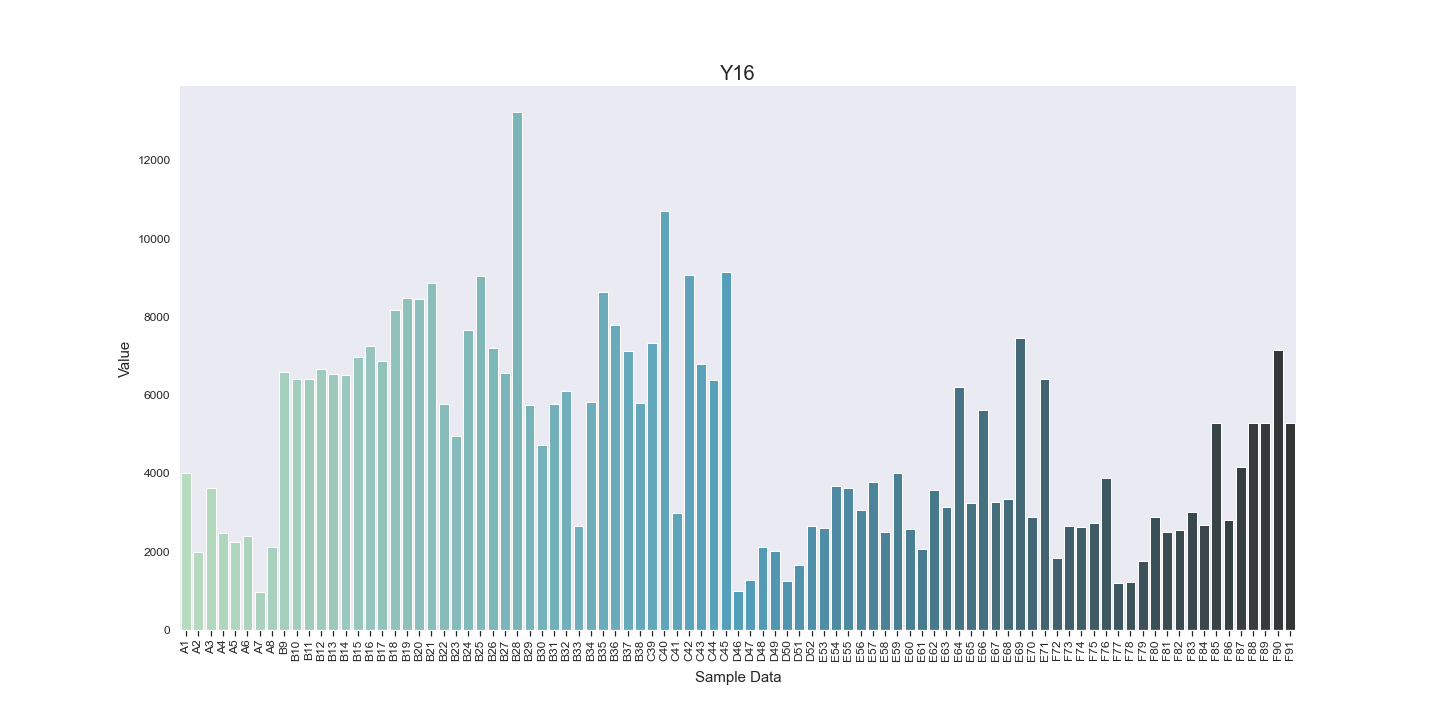 Y16
Value
12000
10000
8000
6000
4000
2000
0
A1 A2 A3 A4 A5 A6 A7 A8 B9 B10 B11 B12 B13 B14 B15 B16 B17 B18 B19 B20 B21 B22 B23 B24 B25 B26 B27 B28 B29 B30 B31 B32 B33 B34 B35 B36 B37 B38 C39 C40 C41 C42 C43 C44 C45 D46 D47 D48 D49 D50 D51 D52 E53 E54 E55 E56 E57 E58 E59 E60 E61 E62 E63 E64 E65 E66 E67 E68 E69 E70 E71 F72 F73 F74 F75 F76 F77 F78 F79 F80 F81 F82 F83 F84 F85 F86 F87 F88 F89 F90 F91
Sample Data